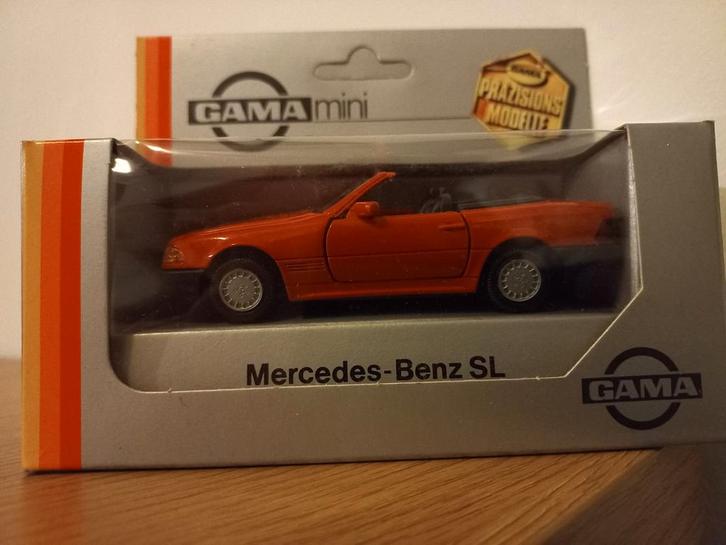 GAMA mini
GAMA
PRÄZISIONS
MODELLE
Mercedes-Benz SL
GAMA